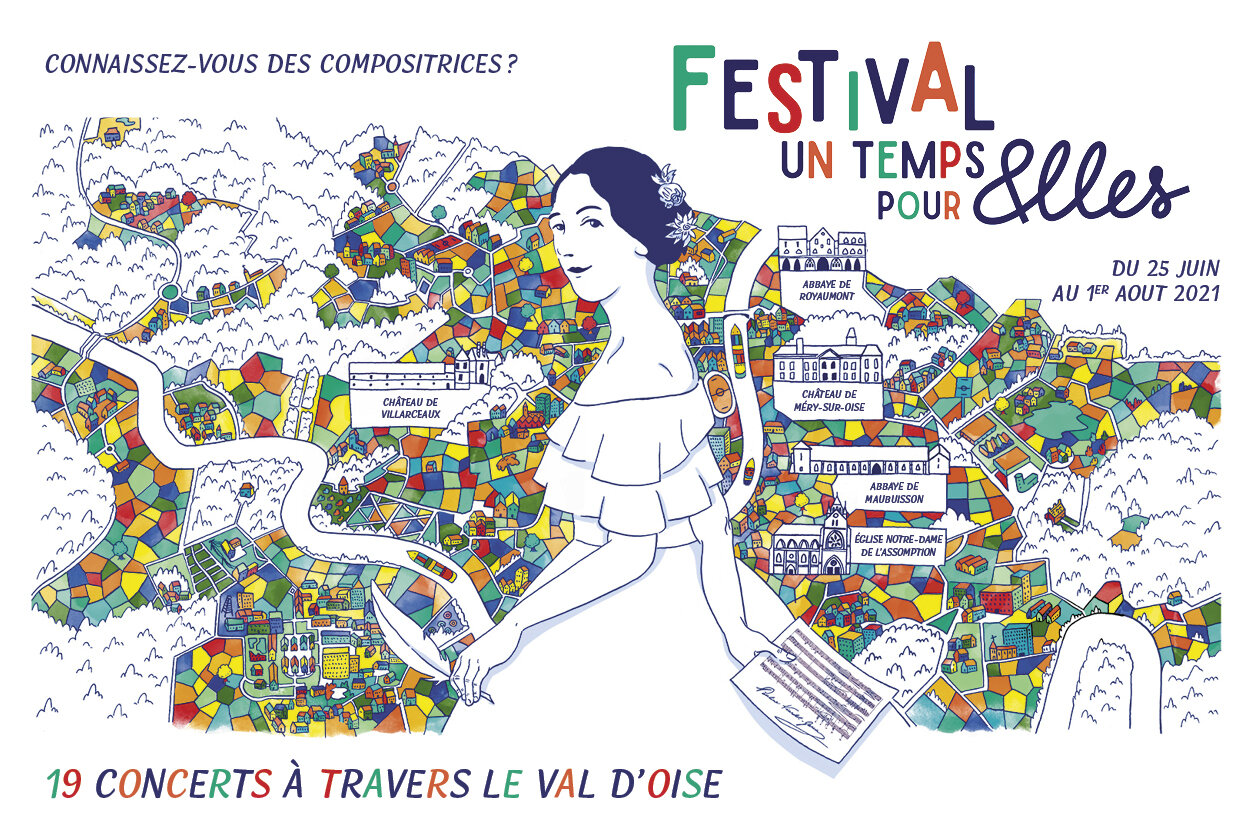 CONNAISSEZ-VOUS DES COMPOSITRICES ?
FESTIVAL
UN TEMPS
POUR &lles
DU 25 JUIN
AU 1ER AOUT 2021
ABBAYE DE
ROYAUMONT
CHÂTEAU DE
MÉRY-SUR-OISE
CHÂTEAU DE
VILLARCEAUX
ABBAYE DE
MAUBUISSON
ÉGLISE NOTRE-DAME
DE L'ASSOMPTION
19 CONCERTS À TRAVERS LE VAL D'OISE